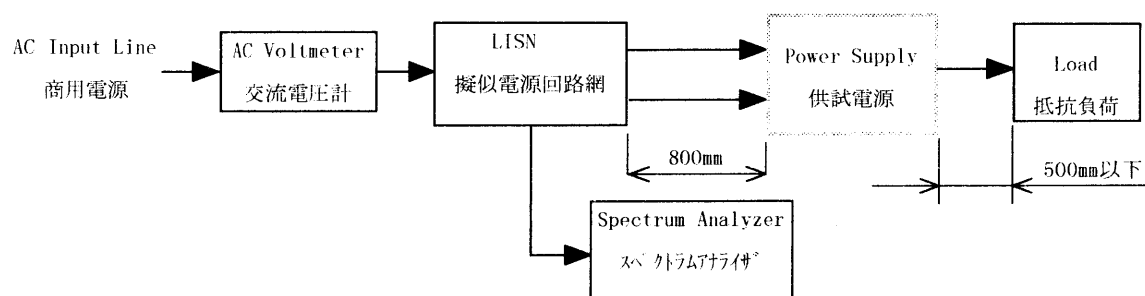 AC Input Line
商用電源
AC Voltmeter
交流電圧計
LISN
擬似電源回路網
Power Supply
供試電源
Load
抵抗負荷
800mm
500mm以下
Spectrum Analyzer
ｽﾍﾟｸﾄﾗﾑｱﾅﾗｲｻﾞ